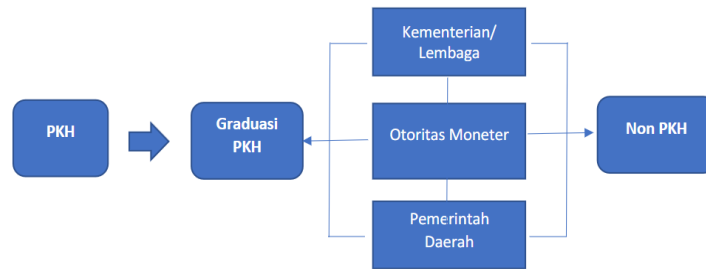 Kementerian/
Lembaga
PKH
Graduasi
PKH
Otoritas Moneter
Non PKH
Pemerintah
Daerah